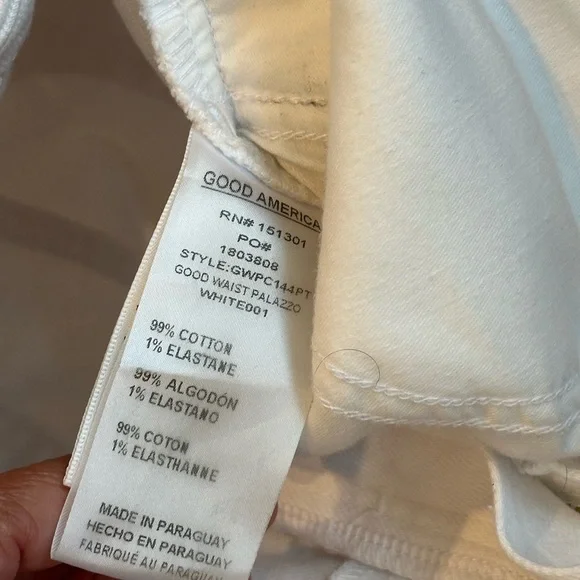 GOOD AMERICA
RN# 151301
PO#
1803808
STYLE:GWPC144PT
GOOD WAIST PALAZZO
WHITE001
99% COTTON
1% ELASTANE
99% ALGODÓN
1% ELASTANO
99% COTON
1% ELASTHANNE
MADE IN PARAGUAY
HECHO EN PARAGUAY
FABRIQUÉ AU PARAGUAY